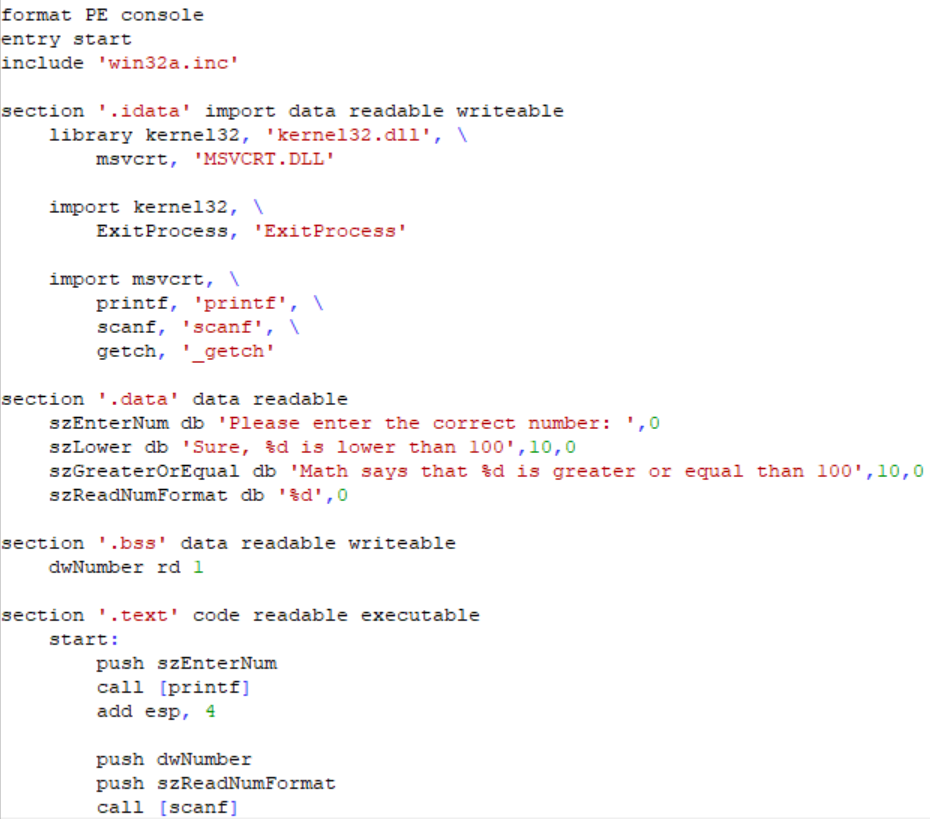 format PE console
entry start
include 'win32a.inc'
section '.idata' import data readable writeable
library kernel32, 'kernel32.dll', \
msvcrt, 'MSVCRT.DLL'
import kernel32, \
ExitProcess, 'ExitProcess'
import msvcrt, \
printf, 'printf', \
scanf, 'scanf', \
getch, '_getch'
section '.data' data readable
szEnterNum db 'Please enter the correct number: ',0
szLower db 'Sure, %d is lower than 100',10,0
szGreaterOrEqual db 'Math says that %d is greater or equal than 100',10,0
szReadNumFormat db '%d',0
section '.bss' data readable writeable
dwNumber rd 1
section '.text' code readable executable
start:
push szEnterNum
call [printf]
add esp, 4
push dwNumber
push szReadNumFormat
call [scanf]